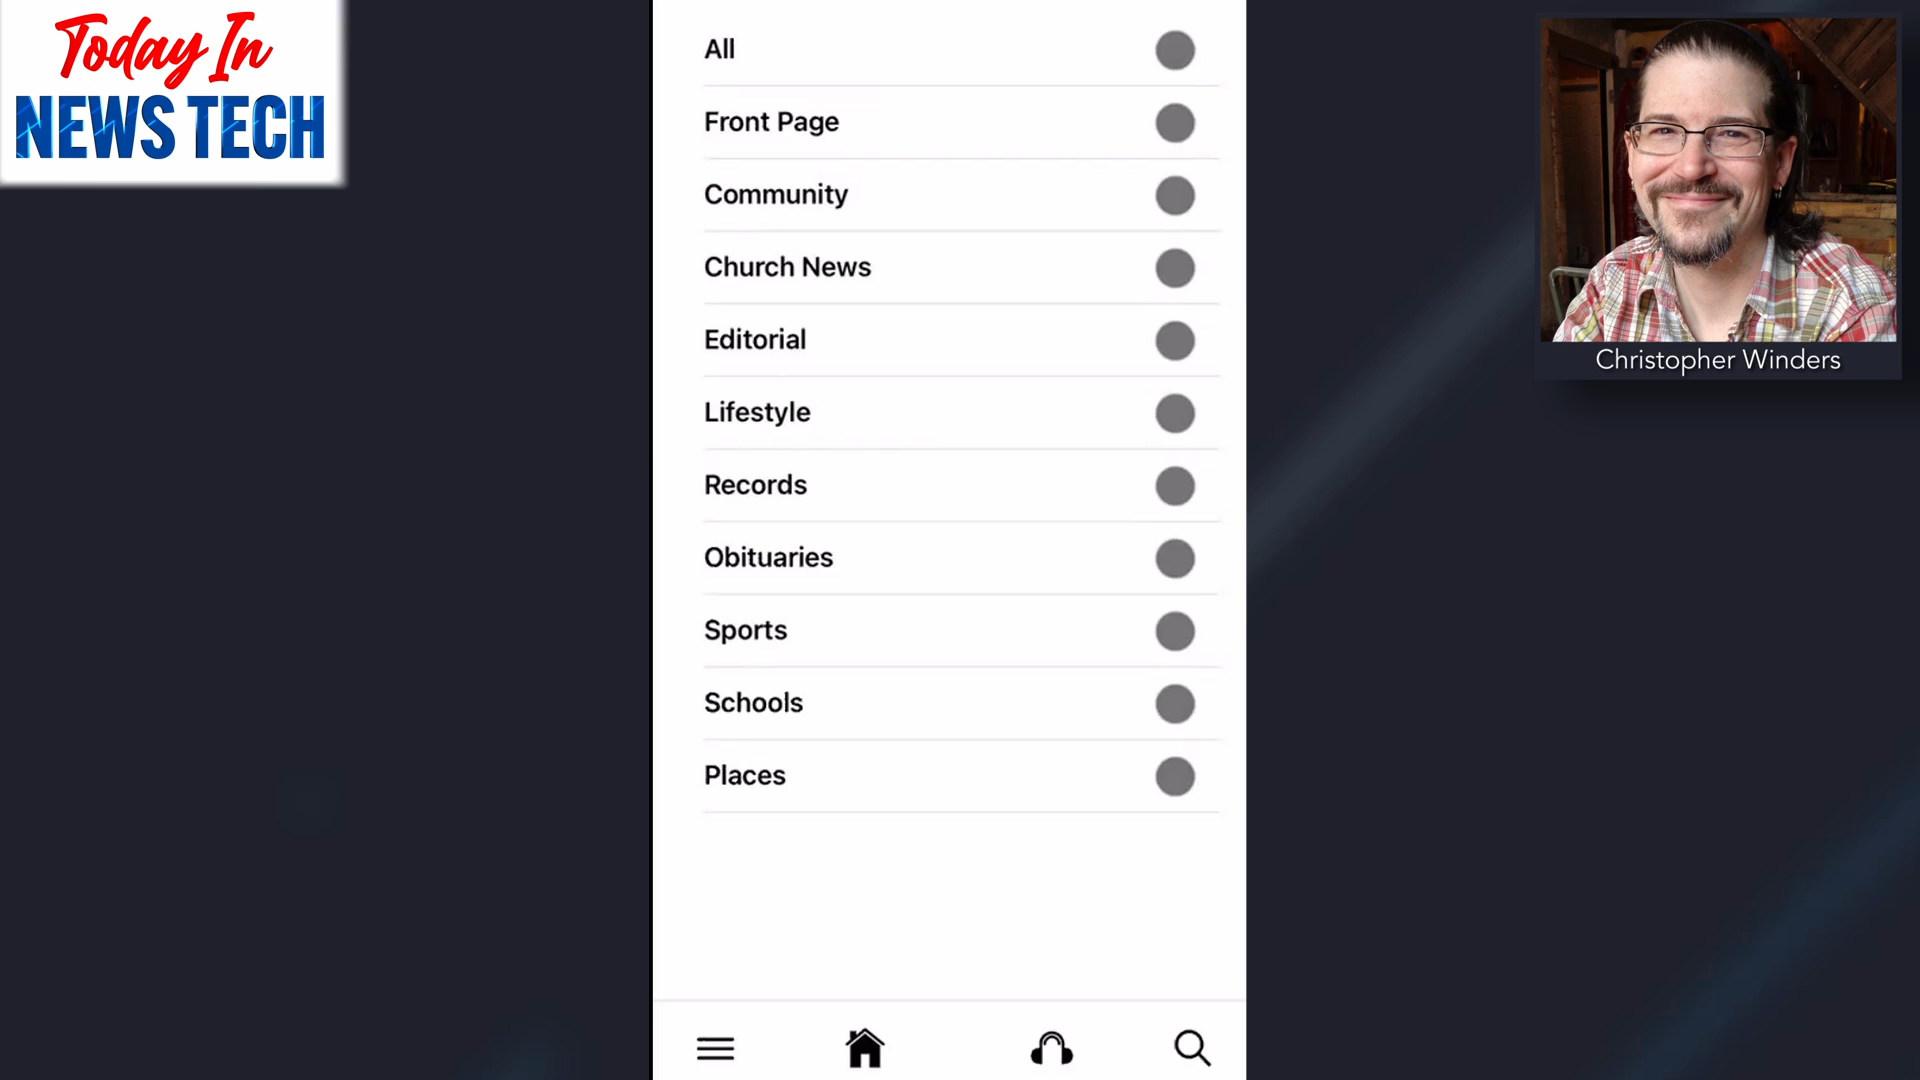 Today In
NEWS TECH
All
Front Page
Community
Church News
Editorial
Lifestyle
Records
Obituaries
Sports
Schools
Places
Christopher Winders